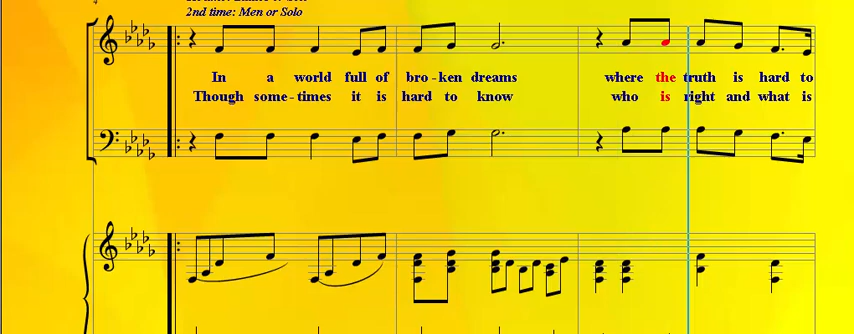 2nd time: Men or Solo
In a world full of bro - ken dreams where the truth is hard to
Though some - times it is hard to know who is right and what is